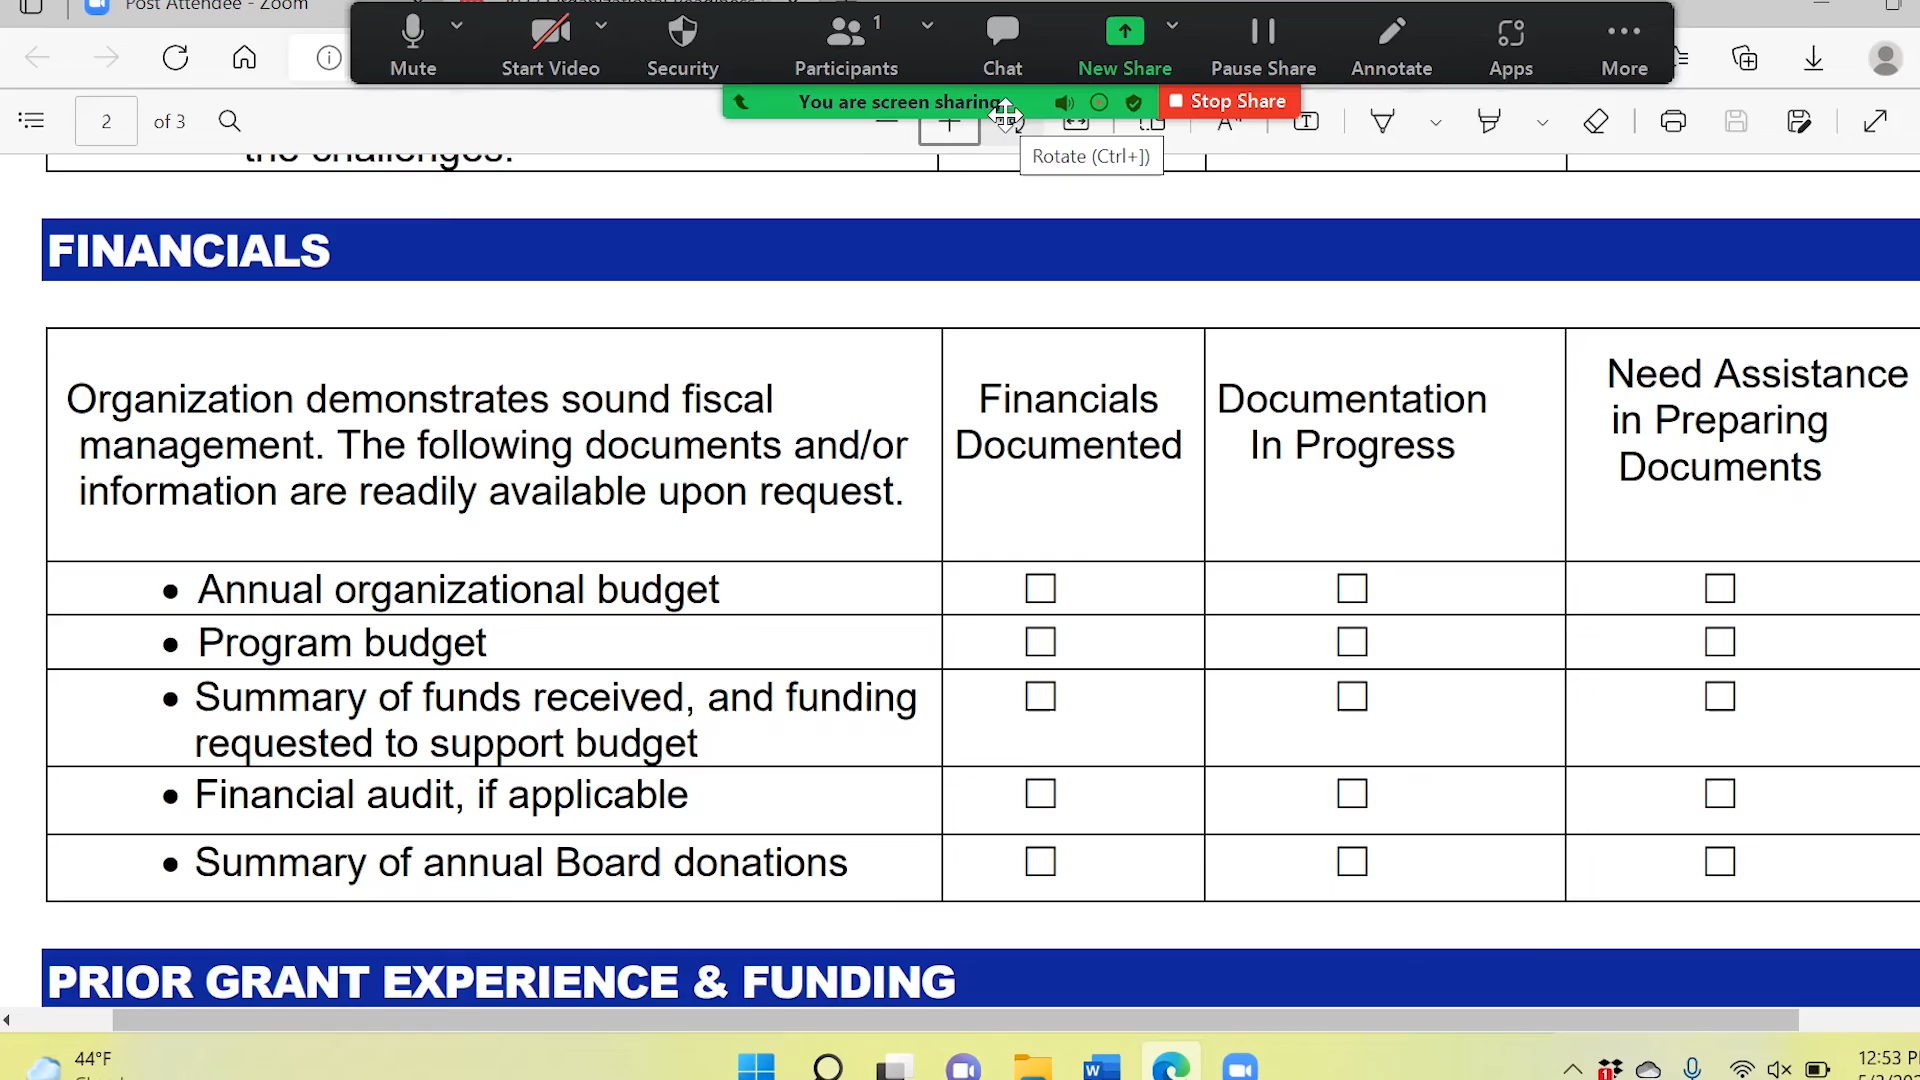 Post Attendee - Zoom
Mute
Start Video
Security
1
Participants
Chat
New Share
Pause Share
Annotate
Apps
More
You are screen sharing
Stop Share
2
of 3
Rotate (Ctrl+])
the challenges.
FINANCIALS
Organization demonstrates sound fiscal
management. The following documents and/or
information are readily available upon request.
Financials
Documented
Documentation
In Progress
Need Assistance
in Preparing
Documents
• Annual organizational budget
• Program budget
• Summary of funds received, and funding
requested to support budget
• Financial audit, if applicable
• Summary of annual Board donations
PRIOR GRANT EXPERIENCE & FUNDING
44°F
12:53